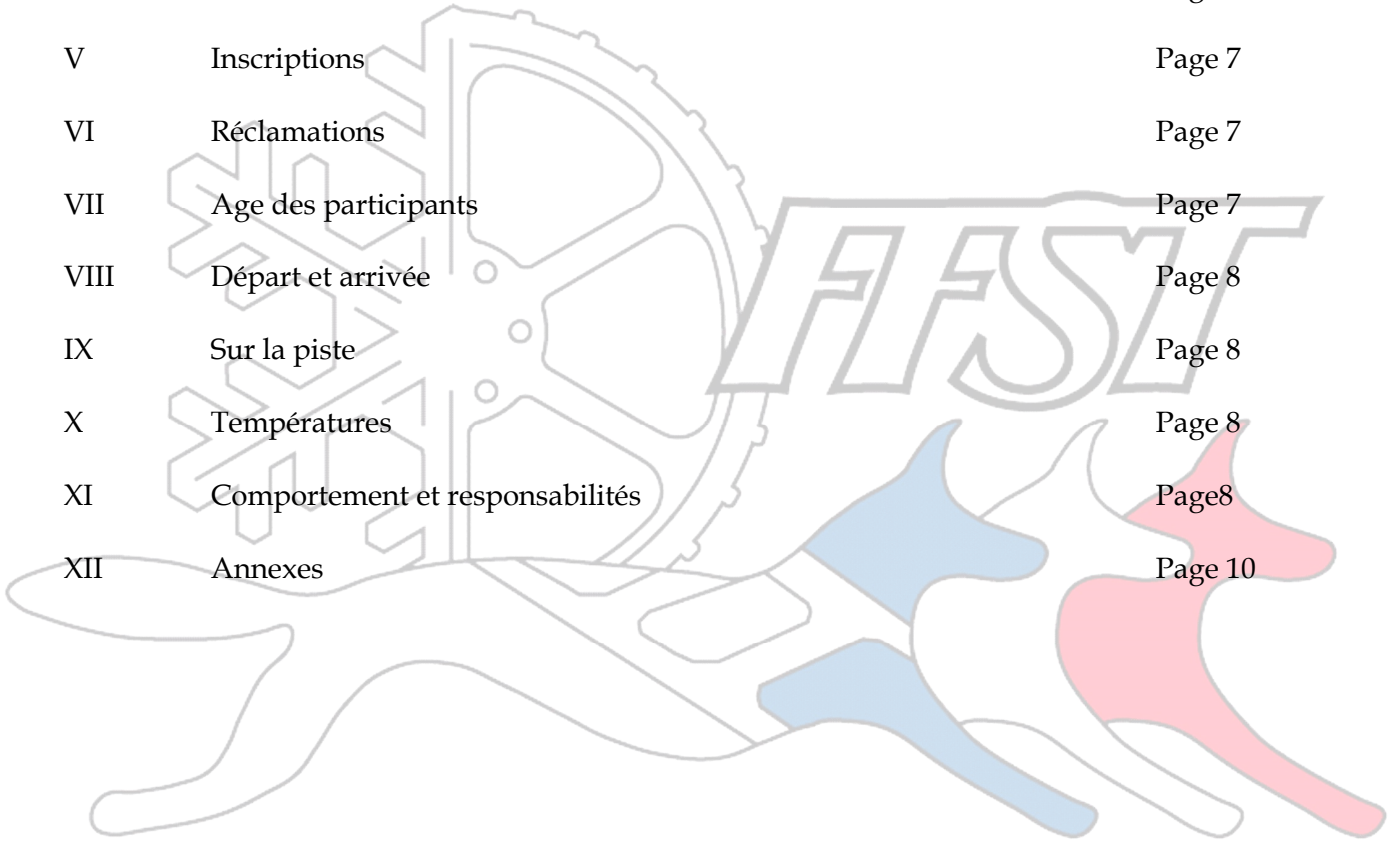 V Inscriptions Page 7
VI Réclamations Page 7
VII Age des participants Page 7
VIII Départ et arrivée Page 8
FFST
IX Sur la piste Page 8
X Températures Page 8
XI Comportement et responsabilités Page8
XII Annexes Page 10